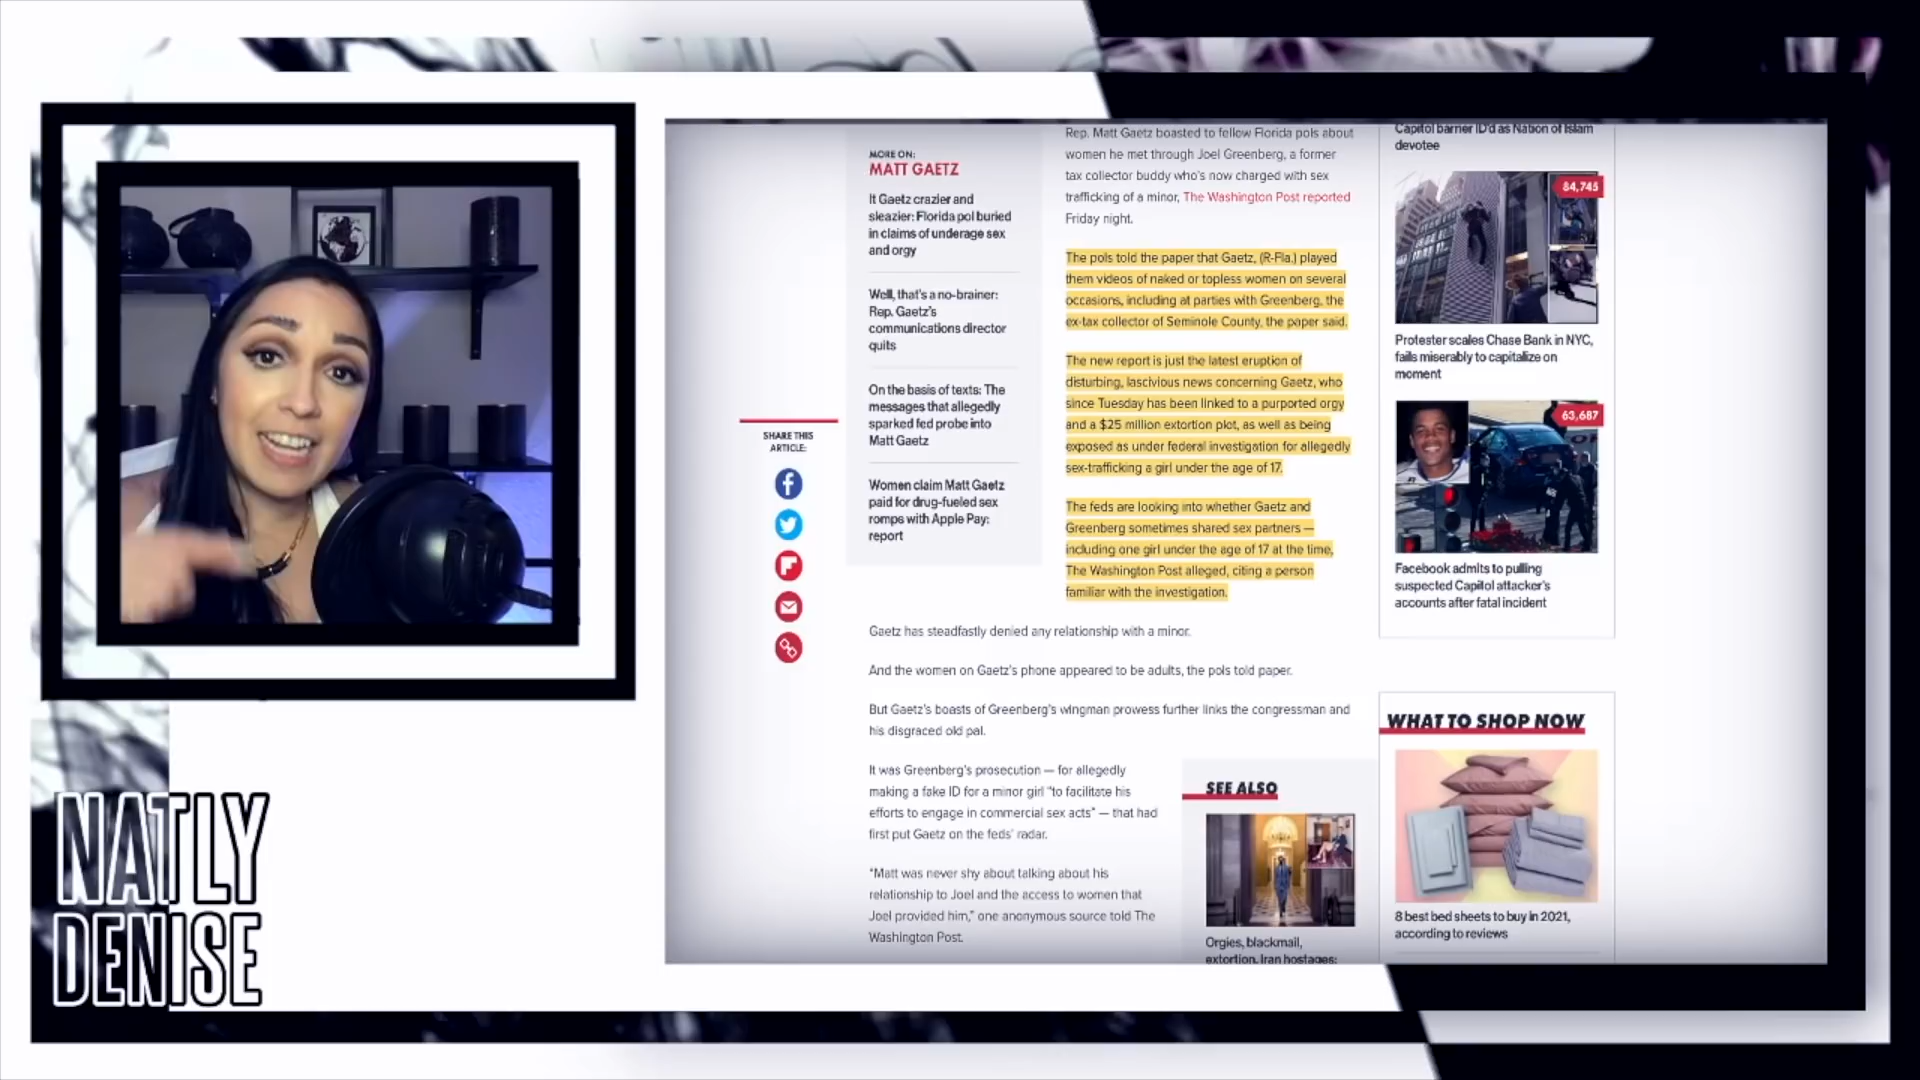 NATLY
DENISE
MORE ON:
MATT GAETZ
It Gaetz crazier and
sleazier: Florida pol buried
in claims of underage sex
and orgy
Well, that's a no-brainer:
Rep. Gaetz's
communications director
quits
On the basis of texts: The
messages that allegedly
sparked fed probe into
Matt Gaetz
Women claim Matt Gaetz
paid for drug-fueled sex
romps with Apple Pay:
report
SHARE THIS
ARTICLE:
Rep. Matt Gaetz boasted to fellow Florida pols about
women he met through Joel Greenberg, a former
tax collector buddy who's now charged with sex
trafficking of a minor, The Washington Post reported
Friday night.
The pols told the paper that Gaetz, (R-Fla.) played
them videos of naked or topless women on several
occasions, including at parties with Greenberg, the
ex-tax collector of Seminole County, the paper said.
The new report is just the latest eruption of
disturbing, lascivious news concerning Gaetz, who
since Tuesday has been linked to a purported orgy
and a $25 million extortion plot, as well as being
exposed as under federal investigation for allegedly
sex-trafficking a girl under the age of 17.
The feds are looking into whether Gaetz and
Greenberg sometimes shared sex partners —
including one girl under the age of 17 at the time,
The Washington Post alleged, citing a person
familiar with the investigation.
Gaetz has steadfastly denied any relationship with a minor.
And the women on Gaetz's phone appeared to be adults, the pols told paper.
But Gaetz's boasts of Greenberg's wingman prowess further links the congressman and
his disgraced old pal.
It was Greenberg's prosecution — for allegedly
making a fake ID for a minor girl "to facilitate his
efforts to engage in commercial sex acts" — that had
first put Gaetz on the feds' radar.
"Matt was never shy about talking about his
relationship to Joel and the access to women that
Joel provided him," one anonymous source told The
Washington Post.
SEE ALSO
Orgies, blackmail,
extortion, Iran hostages:
Capitol barrier ID'd as Nation of Islam
devotee
84,745
Protester scales Chase Bank in NYC,
fails miserably to capitalize on
moment
63,687
Facebook admits to pulling
suspected Capitol attacker's
accounts after fatal incident
WHAT TO SHOP NOW
8 best bed sheets to buy in 2021,
according to reviews